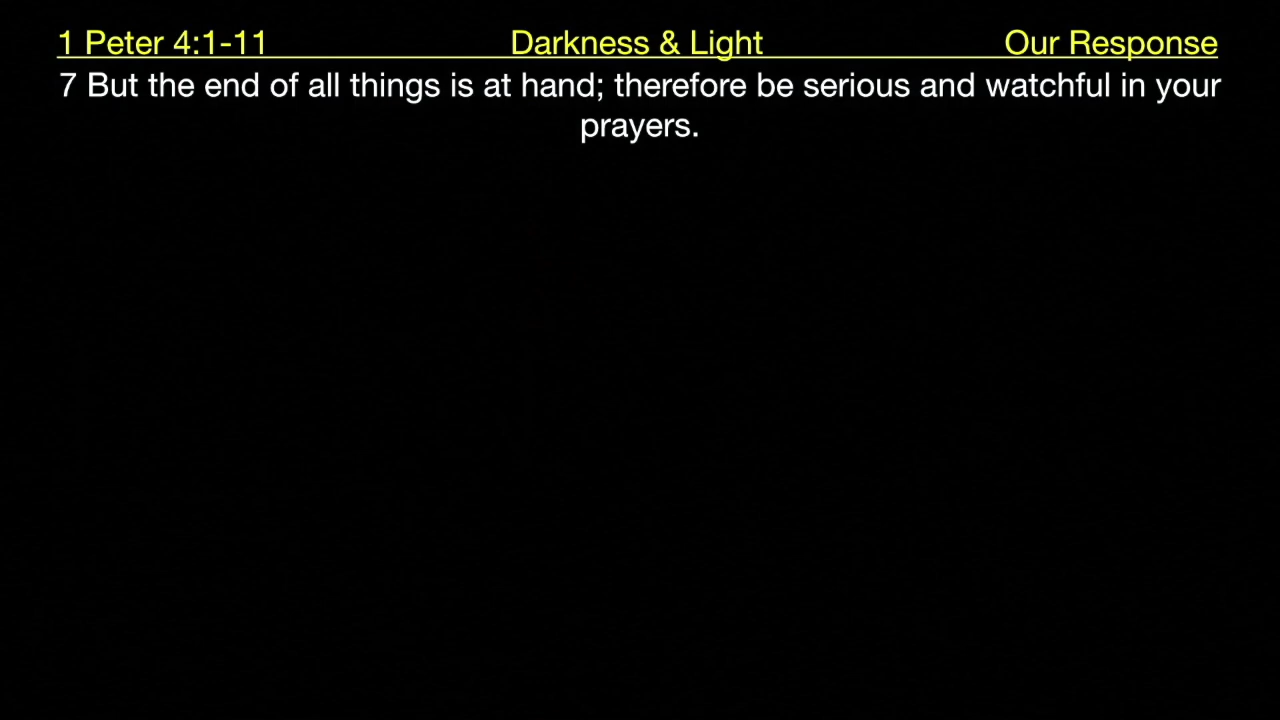 1 Peter 4:1-11 Darkness & Light Our Response
7 But the end of all things is at hand; therefore be serious and watchful in your
prayers.